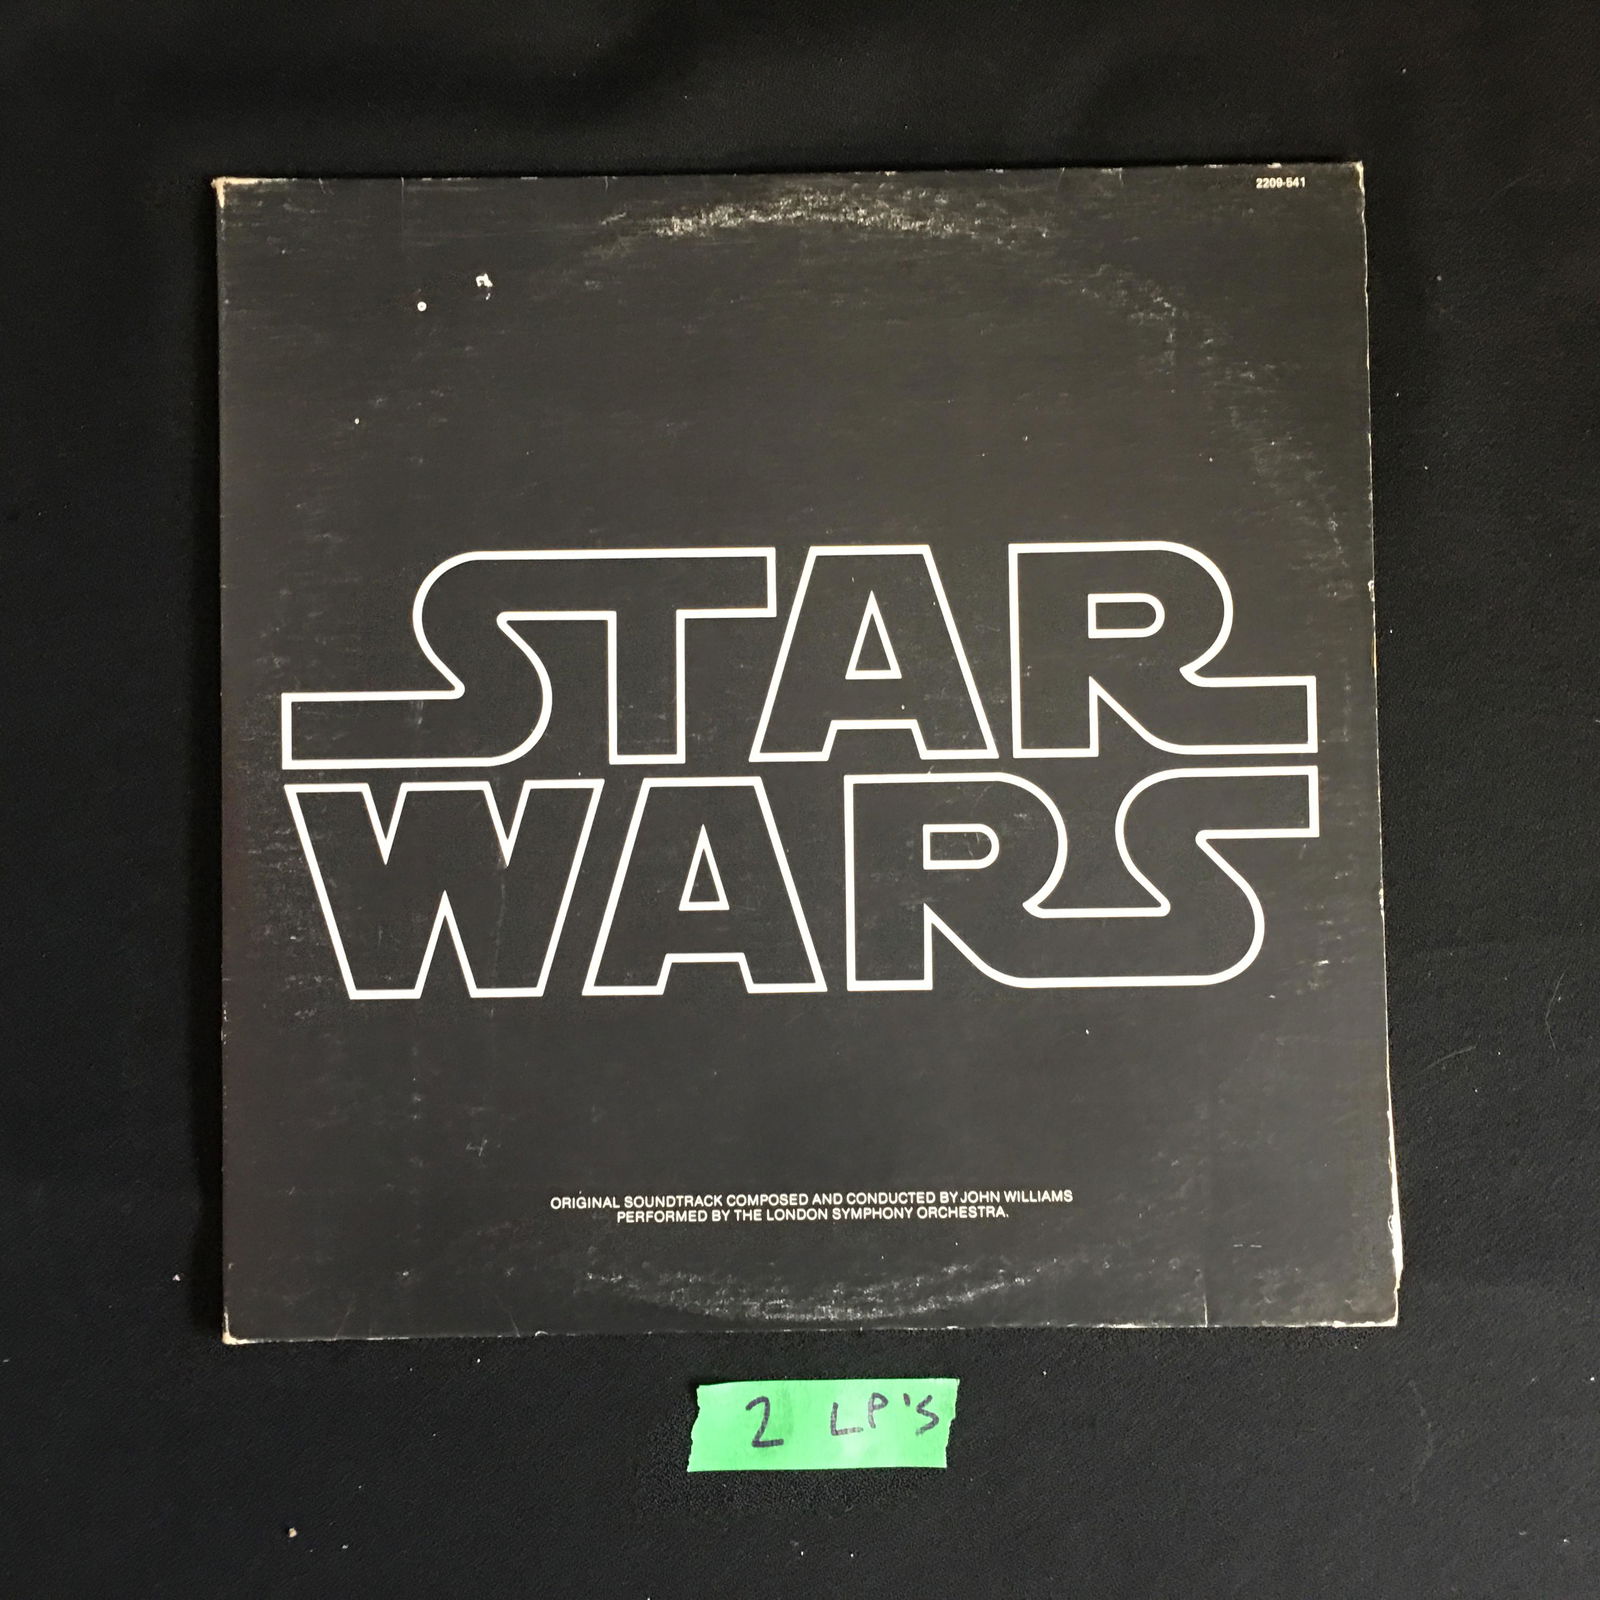 2209-541
STAR
WARS
ORIGINAL SOUNDTRACK COMPOSED AND CONDUCTED BY JOHN WILLIAMS
PERFORMED BY THE LONDON SYMPHONY ORCHESTRA.
2 LP'S